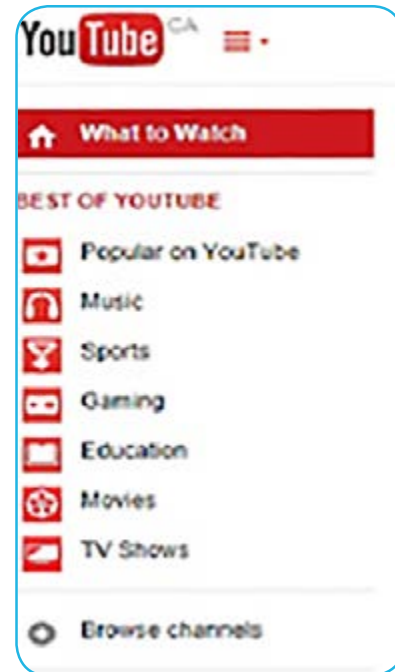 YouTube CA
What to Watch
BEST OF YOUTUBE
Popular on YouTube
Music
Sports
Gaming
Education
Movies
TV Shows
Browse channels